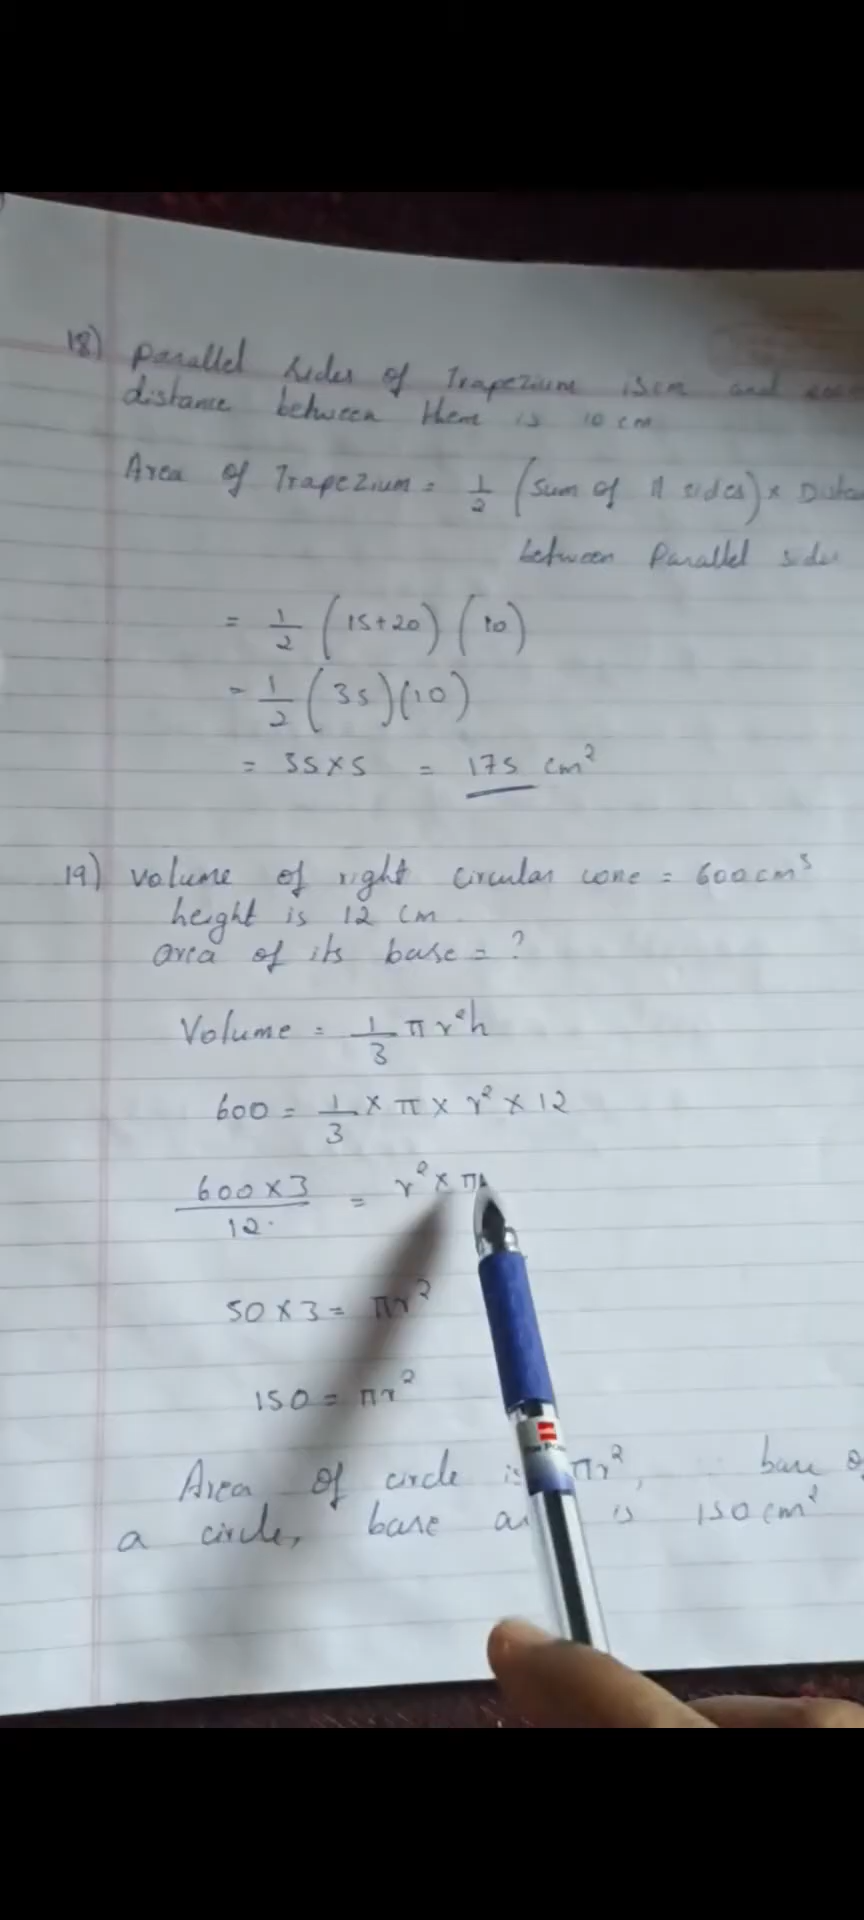 18) Parallel sides of Trapezium 15cm and
distance between them is 10 cm
Area of Trapezium = 1/2 (Sum of || sides) ×
between Parallel
= 1/2 (15+20) (10)
= 1/2 (35)(10)
= 35×5 = 175 cm²
19) Volume of right circular cone = 600cm³
height is 12 cm.
area of its base = ?
Volume = 1/3 πr²h
600 = 1/3 × π × r² × 12
600×3/12 = r² × π
50×3 = πr²
150 = πr²
Area of circle is πr², ∴ base
a circle, base is 150cm²